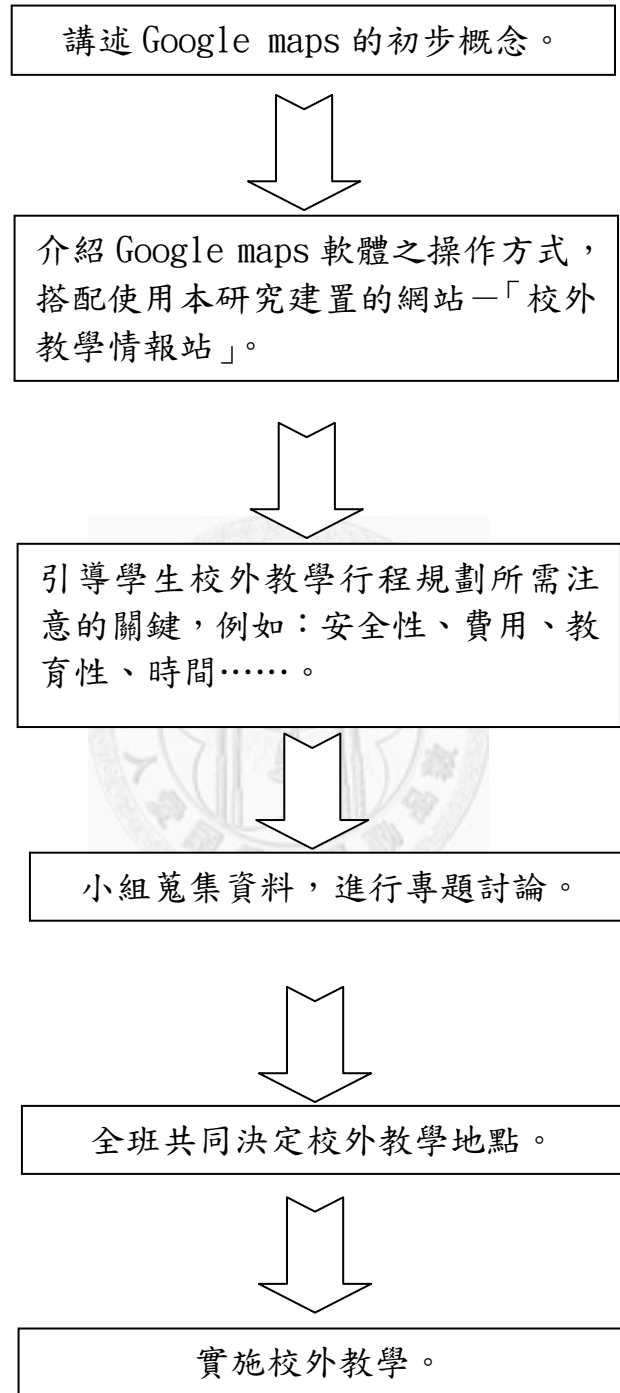 講述 Google maps 的初步概念。
介紹 Google maps 軟體之操作方式，
搭配使用本研究建置的網站－「校外
教學情報站」。
引導學生校外教學行程規劃所需注
意的關鍵，例如：安全性、費用、教
育性、時間……。
小組蒐集資料，進行專題討論。
全班共同決定校外教學地點。
實施校外教學。